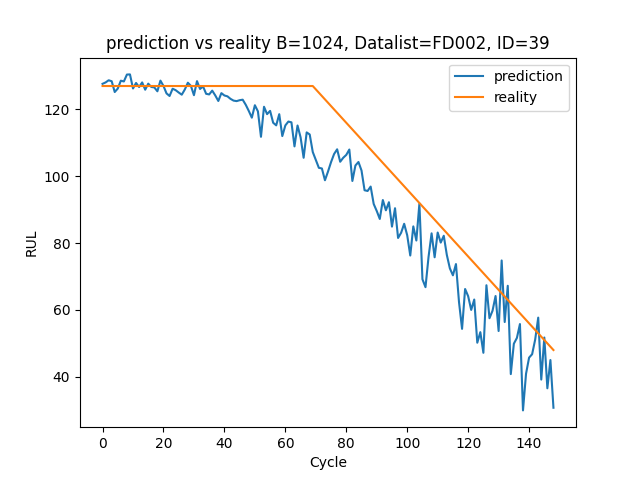 prediction vs reality B=1024, Datalist=FD002, ID=39
prediction
reality
120
100
80
60
40
RUL
0 20 40 60 80 100 120 140
Cycle